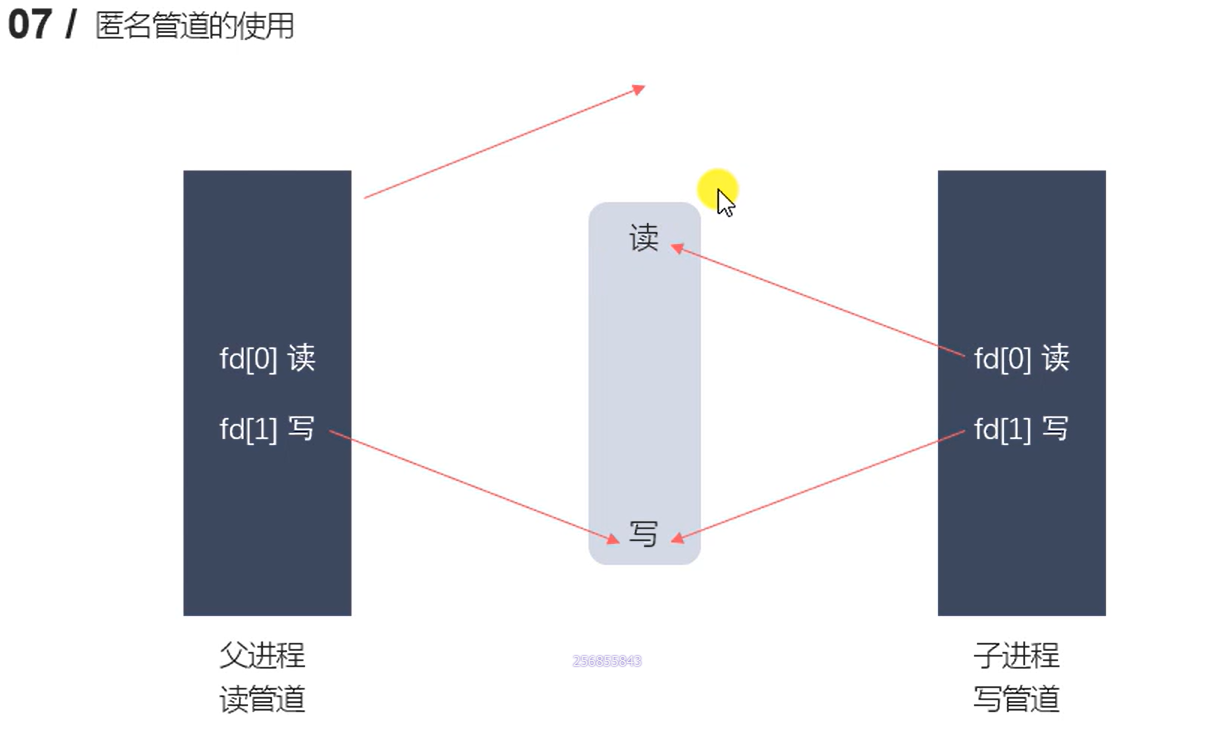 07 / 匿名管道的使用
读
fd[0] 读
fd[1] 写
fd[0] 读
fd[1] 写
写
父进程
读管道
256855843
子进程
写管道